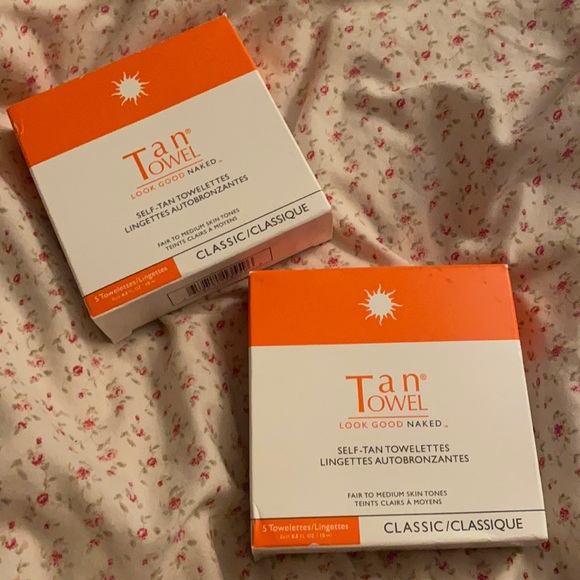 Tan®
TOWEL
LOOK GOOD NAKED™
SELF-TAN TOWELETTES
LINGETTES AUTOBRONZANTES
FAIR TO MEDIUM SKIN TONES
TEINTS CLAIRS À MOYENS
5 Towelettes/Lingettes
CLASSIC/CLASSIQUE
Tan®
TOWEL
LOOK GOOD NAKED™
SELF-TAN TOWELETTES
LINGETTES AUTOBRONZANTES
FAIR TO MEDIUM SKIN TONES
TEINTS CLAIRS À MOYENS
5 Towelettes/Lingettes
CLASSIC/CLASSIQUE